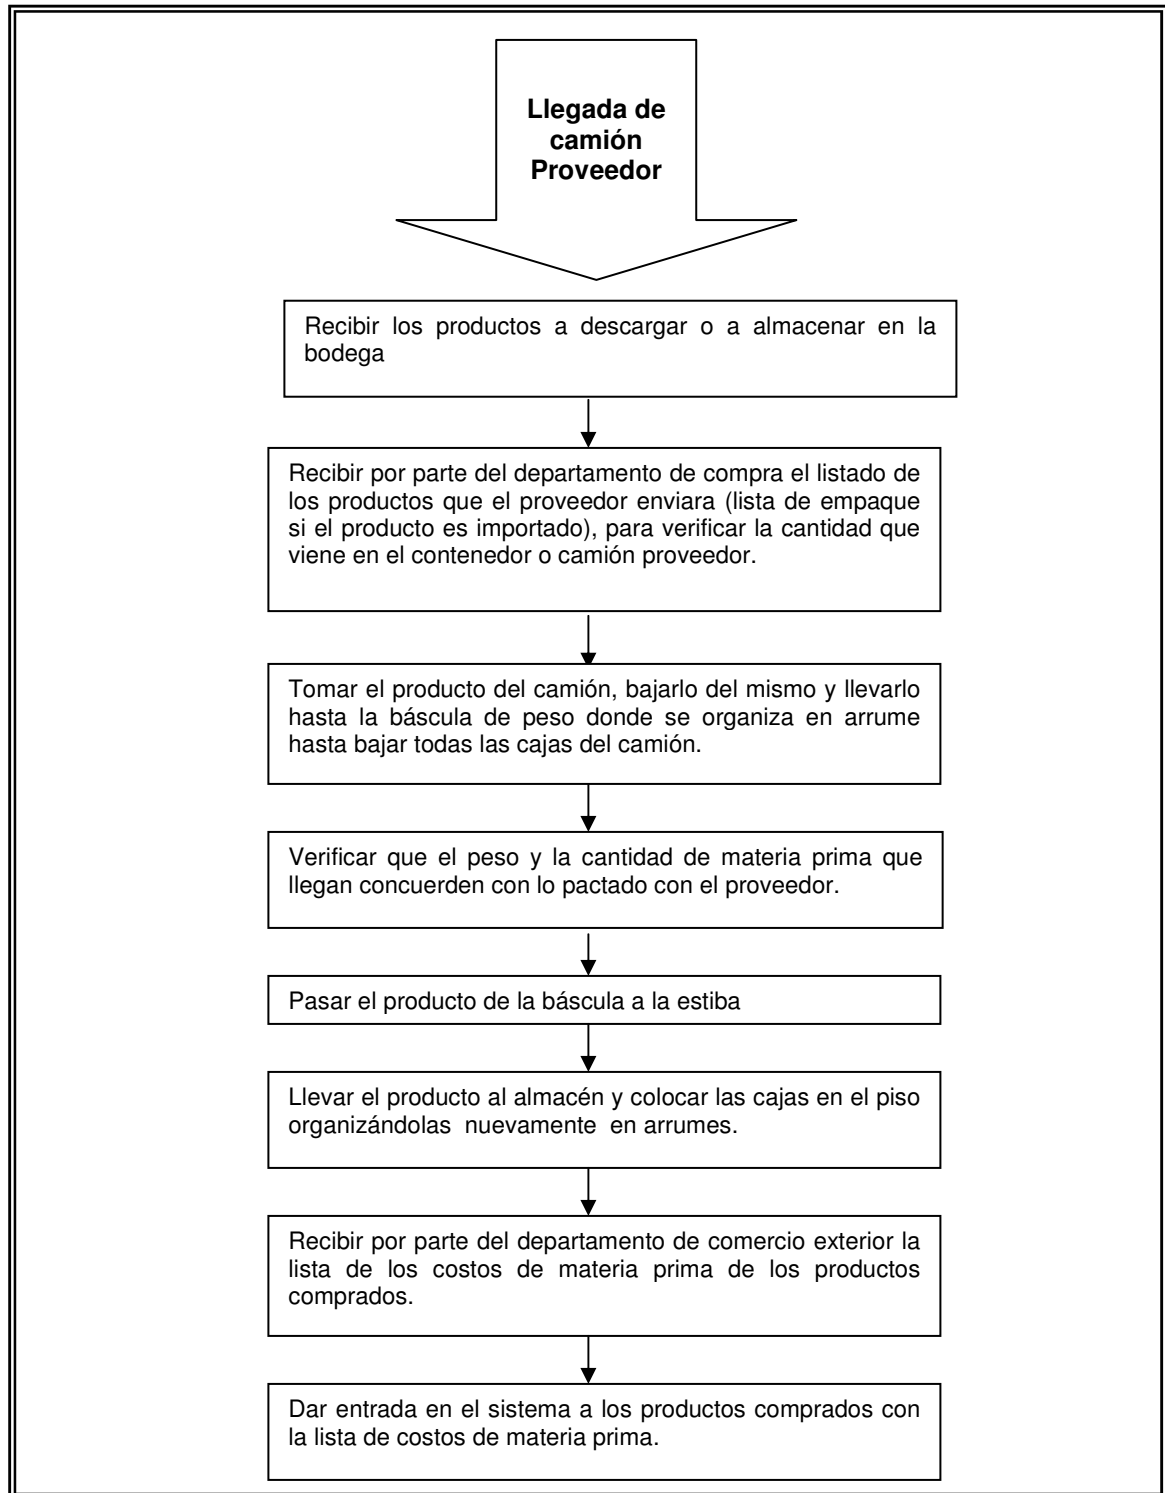 Llegada de
camión
Proveedor
Recibir los productos a descargar o a almacenar en la
bodega
Recibir por parte del departamento de compra el listado de
los productos que el proveedor enviara (lista de empaque
si el producto es importado), para verificar la cantidad que
viene en el contenedor o camión proveedor.
Tomar el producto del camión, bajarlo del mismo y llevarlo
hasta la báscula de peso donde se organiza en arrume
hasta bajar todas las cajas del camión.
Verificar que el peso y la cantidad de materia prima que
llegan concuerden con lo pactado con el proveedor.
Pasar el producto de la báscula a la estiba
Llevar el producto al almacén y colocar las cajas en el piso
organizándolas nuevamente en arrumes.
Recibir por parte del departamento de comercio exterior la
lista de los costos de materia prima de los productos
comprados.
Dar entrada en el sistema a los productos comprados con
la lista de costos de materia prima.